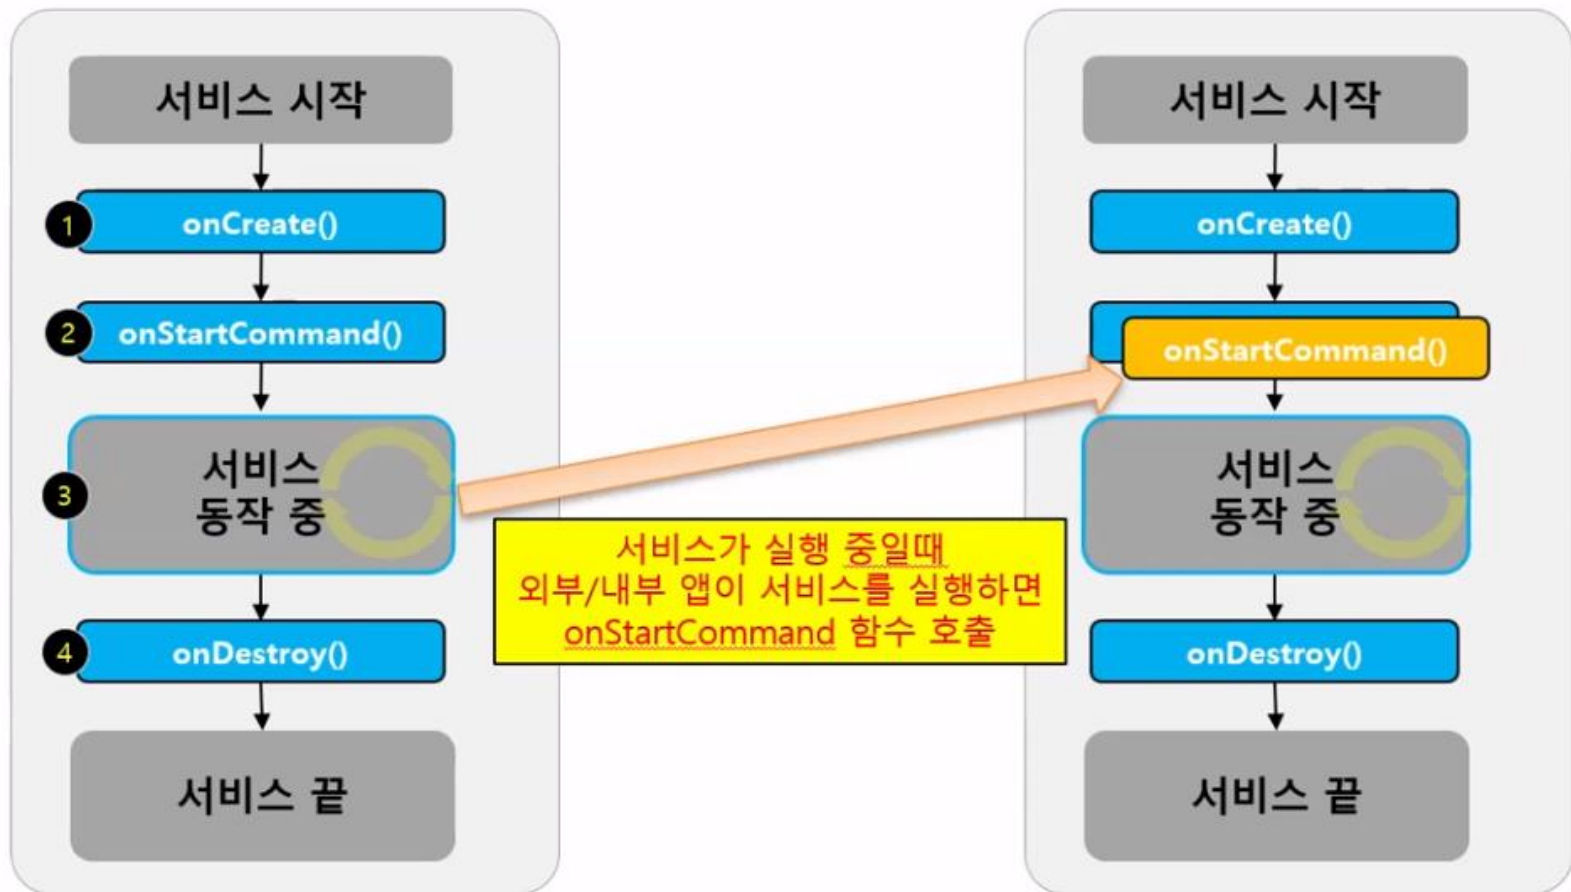 서비스 시작
1
onCreate()
2
onStartCommand()
3
서비스
동작 중
4
onDestroy()
서비스 끝
서비스가 실행 중일때
외부/내부 앱이 서비스를 실행하면
onStartCommand 함수 호출
서비스 시작
onCreate()
onStartCommand()
서비스
동작 중
onDestroy()
서비스 끝